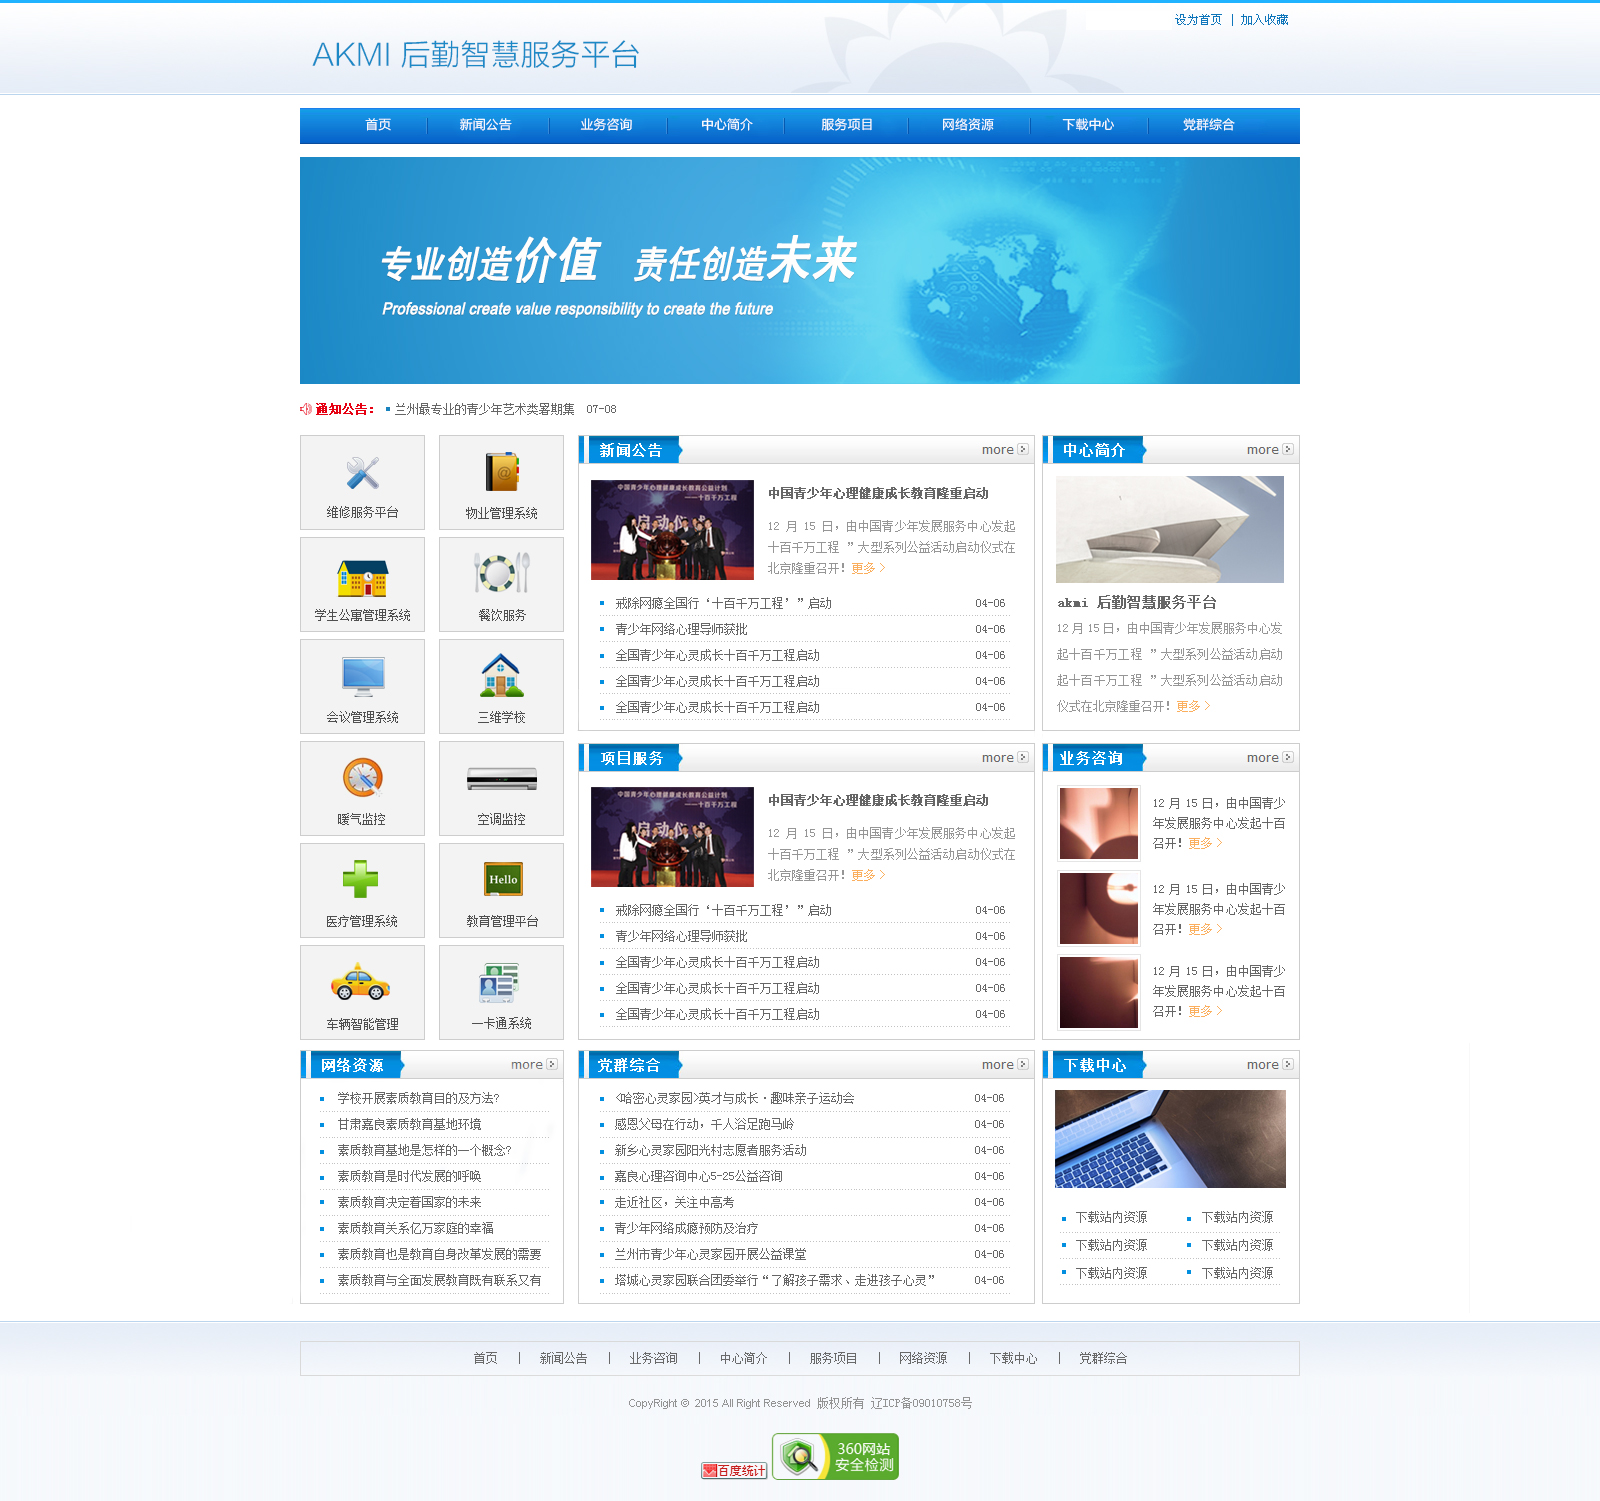 设为首页 | 加入收藏
AKMI 后勤智慧服务平台
首页 新闻公告 业务咨询 中心简介 服务项目 网络资源 下载中心 党群综合
专业创造价值 责任创造未来
Professional create value responsibility to create the future
通知公告： 兰州最专业的青少年艺术类署期集 07-08
维修服务平台
物业管理系统
学生公寓管理系统
餐饮服务
会议管理系统
三维学校
暖气监控
空调监控
医疗管理系统
Hello
教育管理平台
车辆智能管理
一卡通系统
新闻公告 more
中国青少年心理健康成长教育公益计划
——十百千万工程
启动仪式
中国青少年心理健康成长教育隆重启动
12 月 15 日，由中国青少年发展服务中心发起
十百千万工程 ”大型系列公益活动启动仪式在
北京隆重召开！更多
戒除网瘾全国行‘十百千万工程’”启动 04-06
青少年网络心理导师获批 04-06
全国青少年心灵成长十百千万工程启动 04-06
全国青少年心灵成长十百千万工程启动 04-06
全国青少年心灵成长十百千万工程启动 04-06
中心简介 more
akmi 后勤智慧服务平台
12 月 15 日，由中国青少年发展服务中心发
起十百千万工程 ”大型系列公益活动启动
起十百千万工程 ”大型系列公益活动启动
仪式在北京隆重召开！更多
项目服务 more
中国青少年心理健康成长教育公益计划
——十百千万工程
启动仪式
中国青少年心理健康成长教育隆重启动
12 月 15 日，由中国青少年发展服务中心发起
十百千万工程 ”大型系列公益活动启动仪式在
北京隆重召开！更多
戒除网瘾全国行‘十百千万工程’”启动 04-06
青少年网络心理导师获批 04-06
全国青少年心灵成长十百千万工程启动 04-06
全国青少年心灵成长十百千万工程启动 04-06
全国青少年心灵成长十百千万工程启动 04-06
业务咨询 more
12 月 15 日，由中国青少
年发展服务中心发起十百
召开！更多
12 月 15 日，由中国青少
年发展服务中心发起十百
召开！更多
12 月 15 日，由中国青少
年发展服务中心发起十百
召开！更多
网络资源 more
学校开展素质教育目的及方法?
甘肃嘉良素质教育基地环境
素质教育基地是怎样的一个概念?
素质教育是时代发展的呼唤
素质教育决定着国家的未来
素质教育关系亿万家庭的幸福
素质教育也是教育自身改革发展的需要
素质教育与全面发展教育既有联系又有
党群综合 more
<哈密心灵家园>英才与成长·趣味亲子运动会 04-06
感恩父母在行动，千人浴足跑马岭 04-06
新乡心灵家园阳光村志愿者服务活动 04-06
嘉良心理咨询中心5-25公益咨询 04-06
走近社区，关注中高考 04-06
青少年网络成瘾预防及治疗 04-06
兰州市青少年心灵家园开展公益课堂 04-06
塔城心灵家园联合团委举行“了解孩子需求、走进孩子心灵” 04-06
下载中心 more
下载站内资源 下载站内资源
下载站内资源 下载站内资源
下载站内资源 下载站内资源
首页 | 新闻公告 | 业务咨询 | 中心简介 | 服务项目 | 网络资源 | 下载中心 | 党群综合
CopyRight © 2015 All Right Reserved 版权所有 辽ICP备09010758号
百度统计
360网站
安全检测